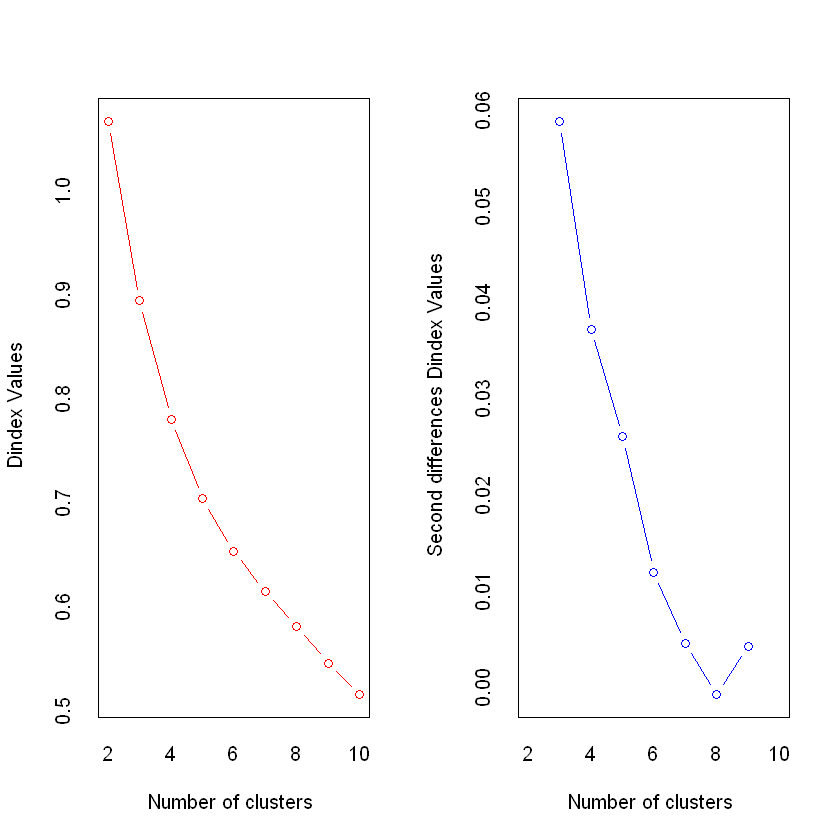 Dindex Values
1.0
0.9
0.8
0.7
0.6
0.5
2 4 6 8 10
Number of clusters
Second differences Dindex Values
0.06
0.05
0.04
0.03
0.02
0.01
0.00
2 4 6 8 10
Number of clusters